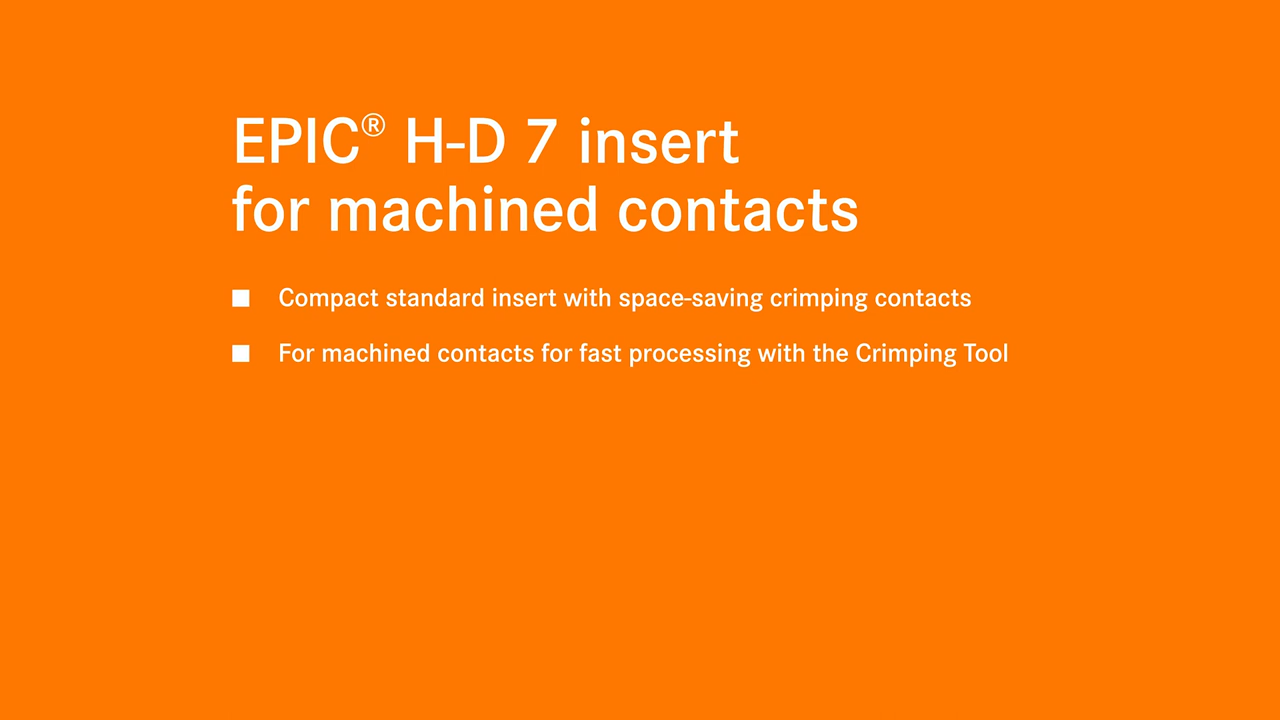 EPIC® H-D 7 insert
for machined contacts
Compact standard insert with space-saving crimping contacts
For machined contacts for fast processing with the Crimping Tool